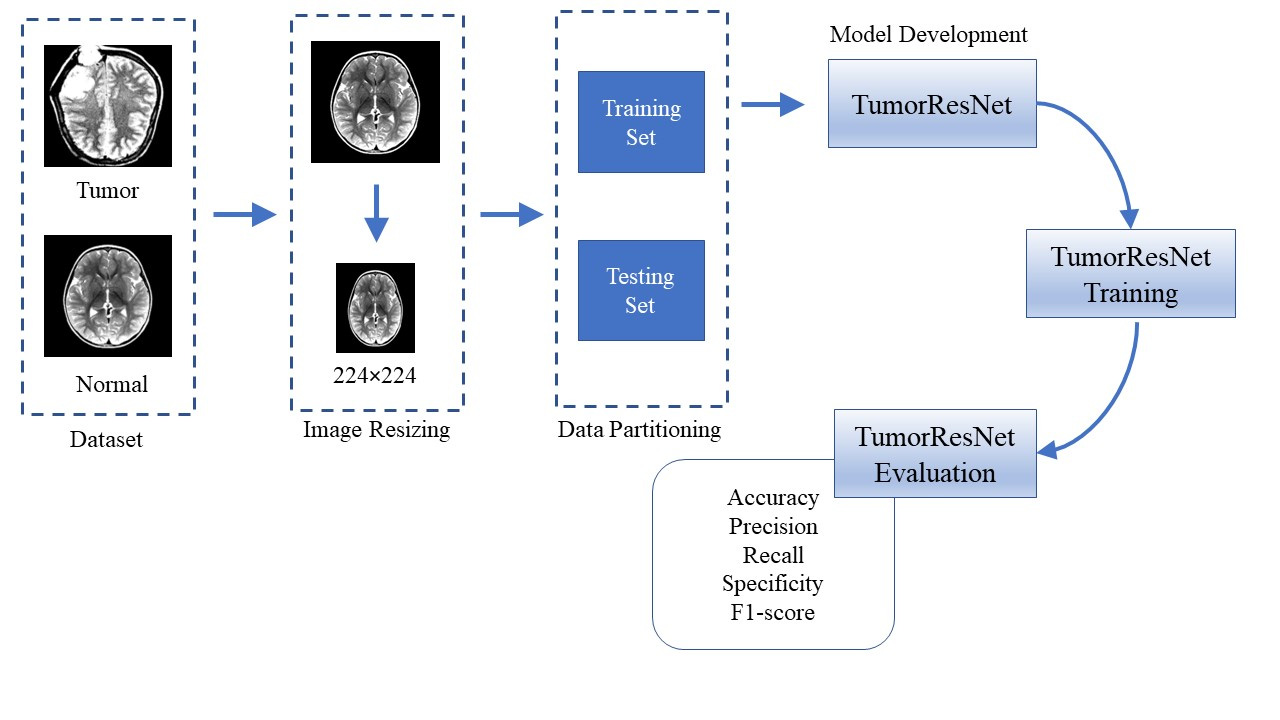 Tumor
Normal
Dataset
224×224
Image Resizing
Training
Set
Testing
Set
Data Partitioning
Model Development
TumorResNet
TumorResNet
Training
TumorResNet
Evaluation
Accuracy
Precision
Recall
Specificity
F1-score